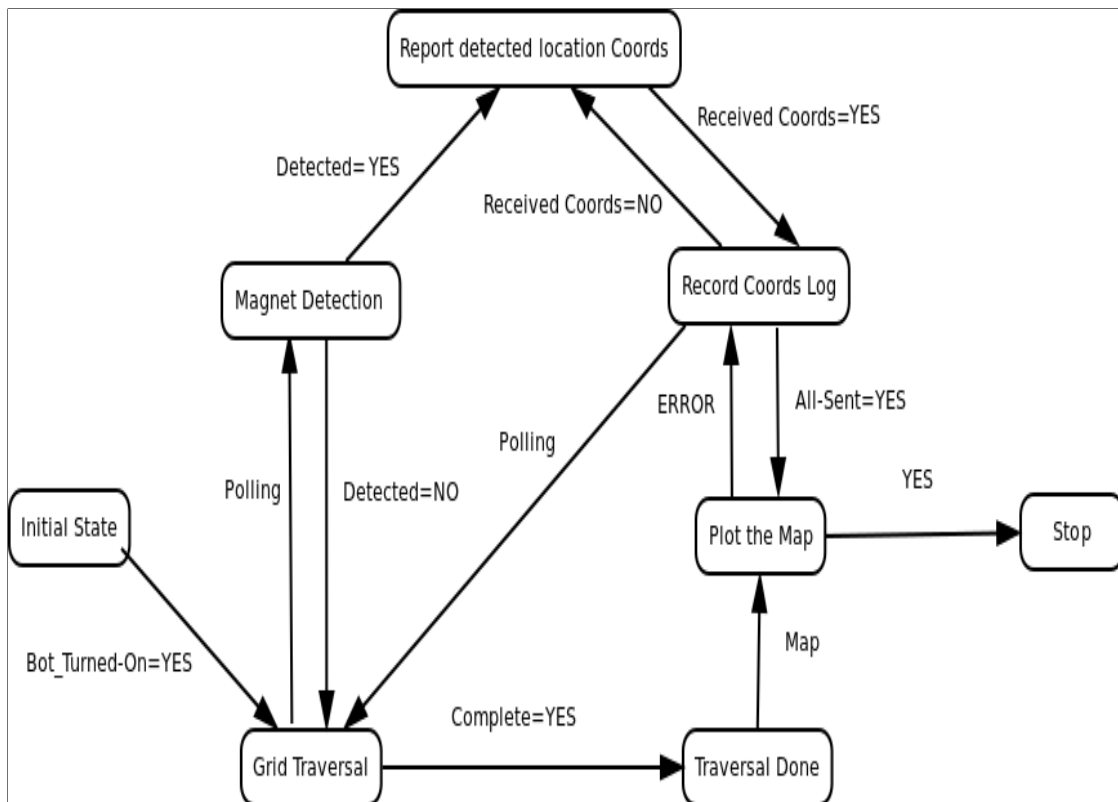 Report detected location Coords
Received Coords=YES
Detected=YES
Received Coords=NO
Magnet Detection
Record Coords Log
ERROR
All-Sent=YES
Polling
Polling
Detected=NO
YES
Initial State
Plot the Map
Stop
Bot_Turned-On=YES
Map
Complete=YES
Grid Traversal
Traversal Done